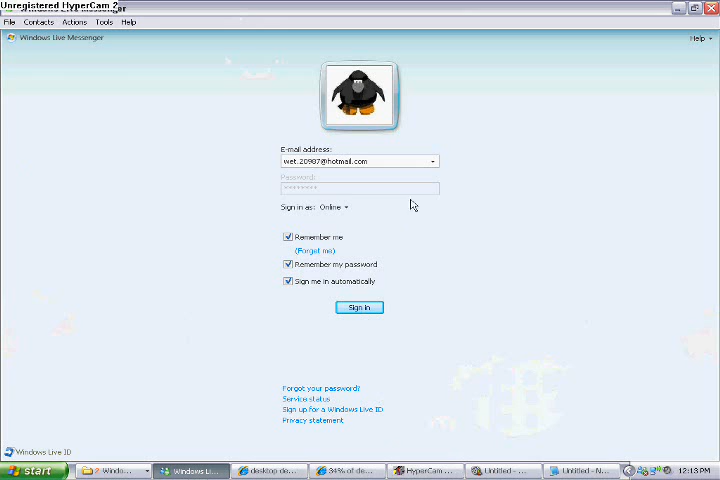 Unregistered HyperCam 2
File Contacts Actions Tools Help
Windows Live Messenger
Help
E-mail address:
wet.20987@hotmail.com
Password:
********
Sign in as: Online
Remember me
(Forget me)
Remember my password
Sign me in automatically
Sign in
Forgot your password?
Service status
Sign up for a Windows Live ID
Privacy statement
Windows Live ID
start
2 Windo...
Windows Li...
desktop de...
34% of de...
HyperCam ...
Untitled - ...
Untitled - N...
12:13 PM